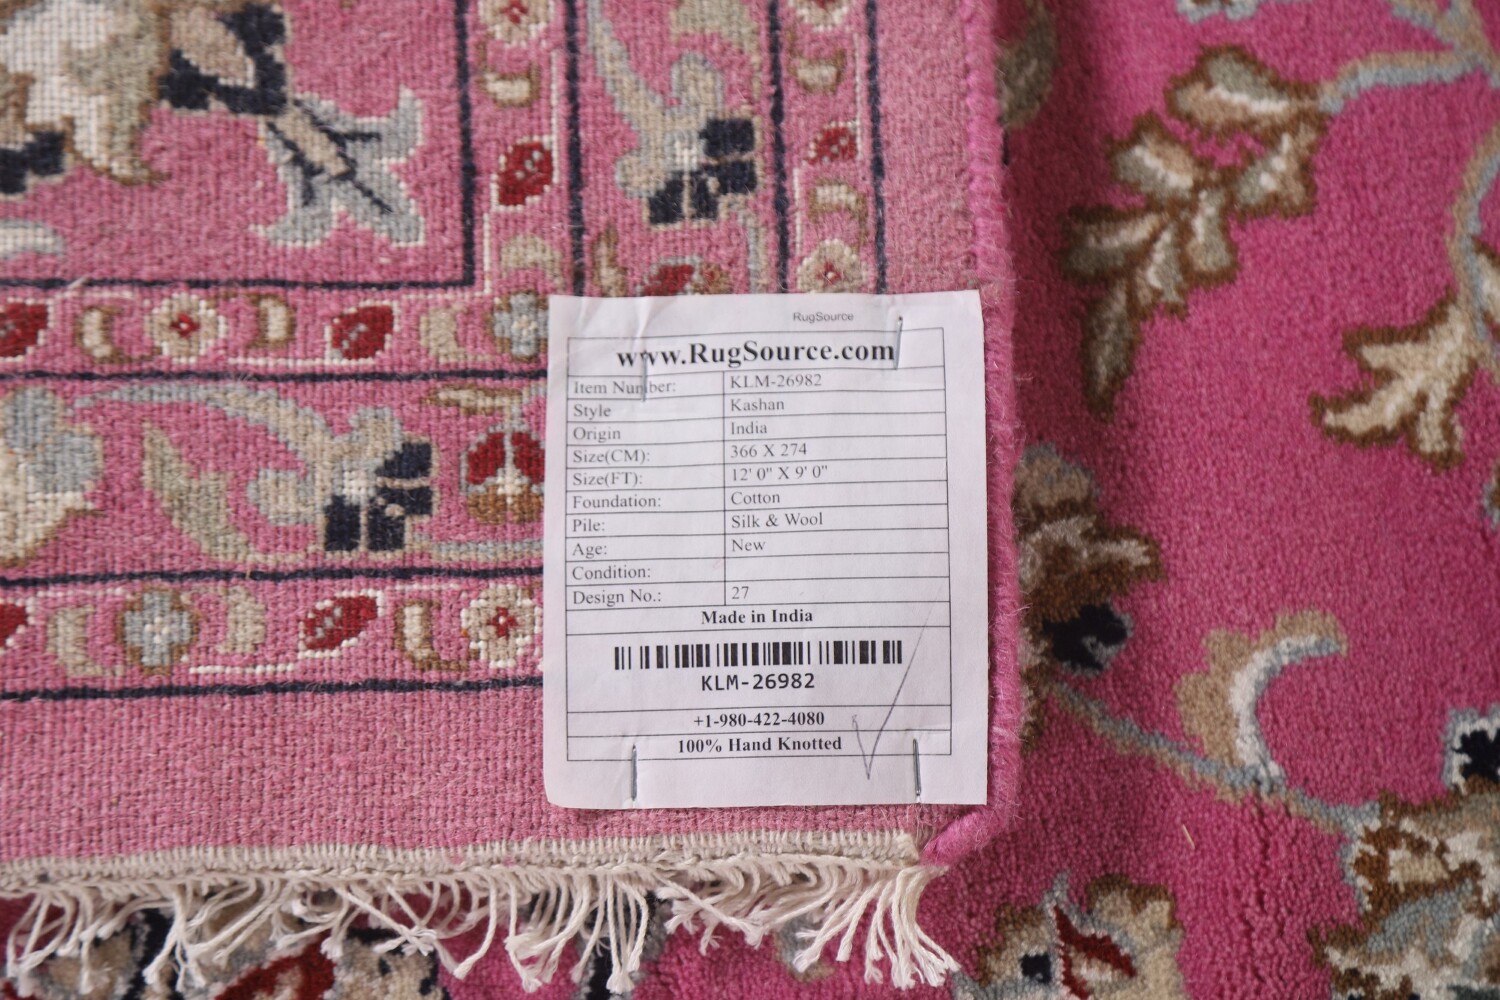 RugSource
www.RugSource.com
Item Number: KLM-26982
Style Kashan
Origin India
Size(CM): 366 X 274
Size(FT): 12' 0" X 9' 0"
Foundation: Cotton
Pile: Silk & Wool
Age: New
Condition:
Design No.: 27
Made in India
KLM-26982
+1-980-422-4080
100% Hand Knotted